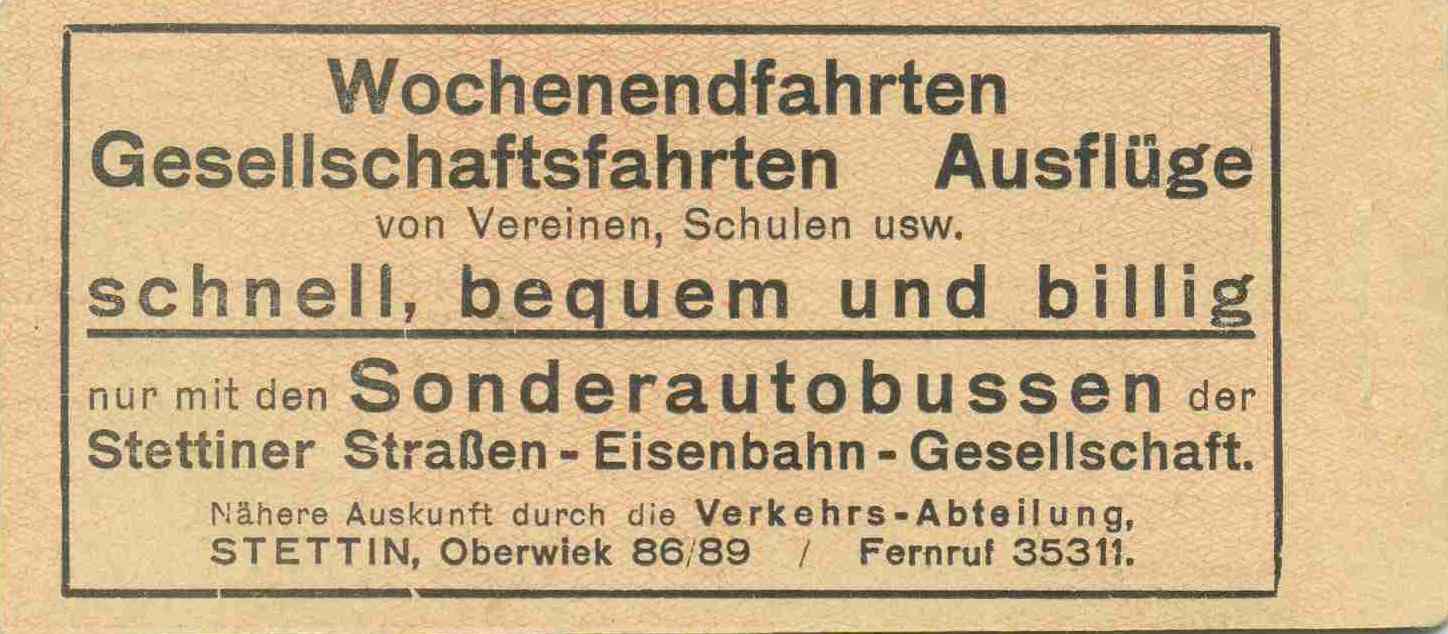 Wochenendfahrten
Gesellschaftsfahrten Ausflüge
von Vereinen, Schulen usw.
schnell, bequem und billig
nur mit den Sonderautobussen der
Stettiner Straßen-Eisenbahn-Gesellschaft.
Nähere Auskunft durch die Verkehrs-Abteilung,
STETTIN, Oberwiek 86/89 / Fernruf 35311.